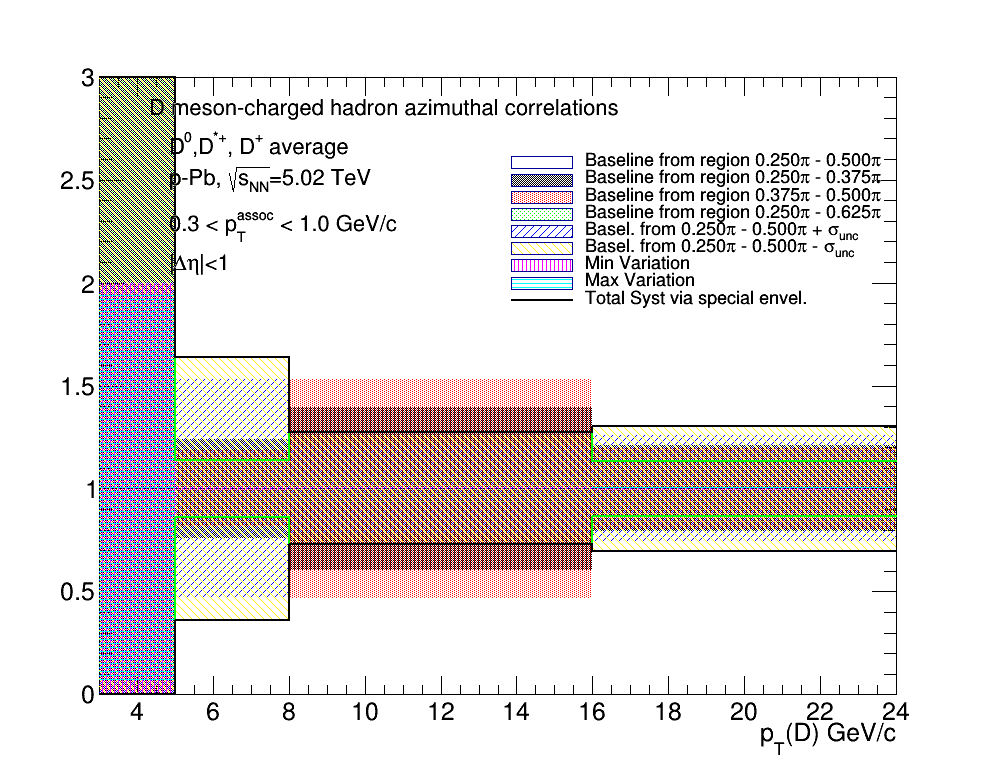 D meson-charged hadron azimuthal correlations
D⁰,D*⁺, D⁺ average
p-Pb, √s_NN=5.02 TeV
0.3 < p_T^assoc < 1.0 GeV/c
|Δη|<1
Baseline from region 0.250π - 0.500π
Baseline from region 0.250π - 0.375π
Baseline from region 0.375π - 0.500π
Baseline from region 0.250π - 0.625π
Basel. from 0.250π - 0.500π + σ_unc
Basel. from 0.250π - 0.500π - σ_unc
Min Variation
Max Variation
Total Syst via special envel.
3
2.5
2
1.5
1
0.5
0
4 6 8 10 12 14 16 18 20 22 24
p_T(D) GeV/c